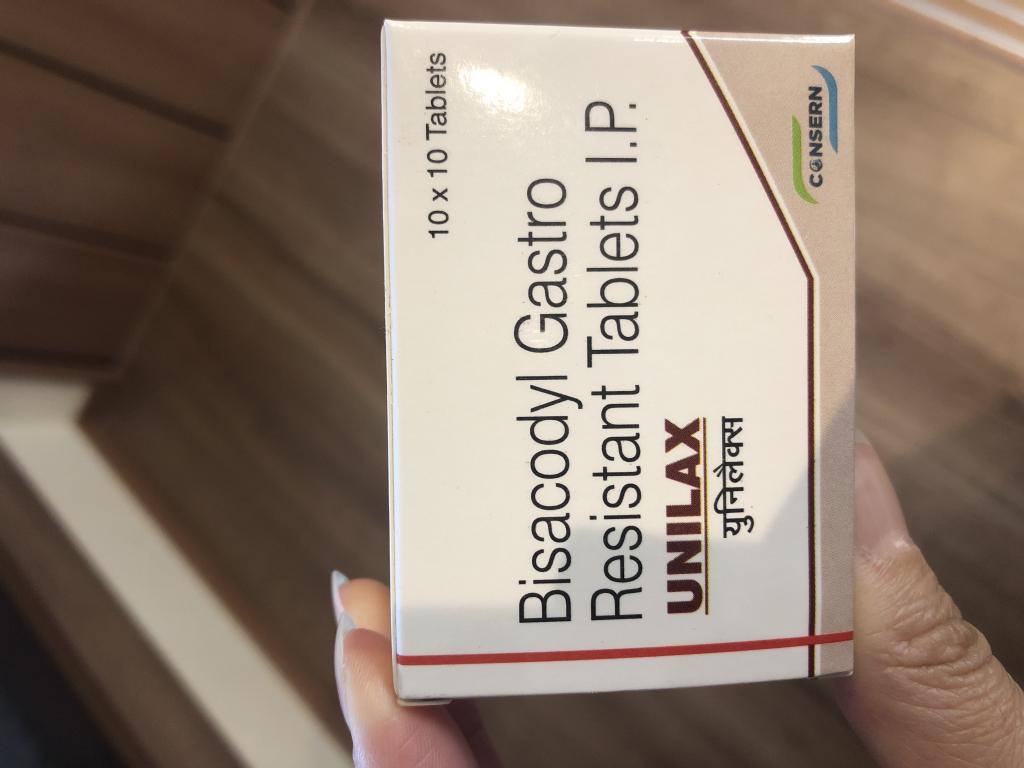 10 x 10 Tablets
Bisacodyl Gastro
Resistant Tablets I.P.
UNILAX
युनिलेक्स
CONSERN